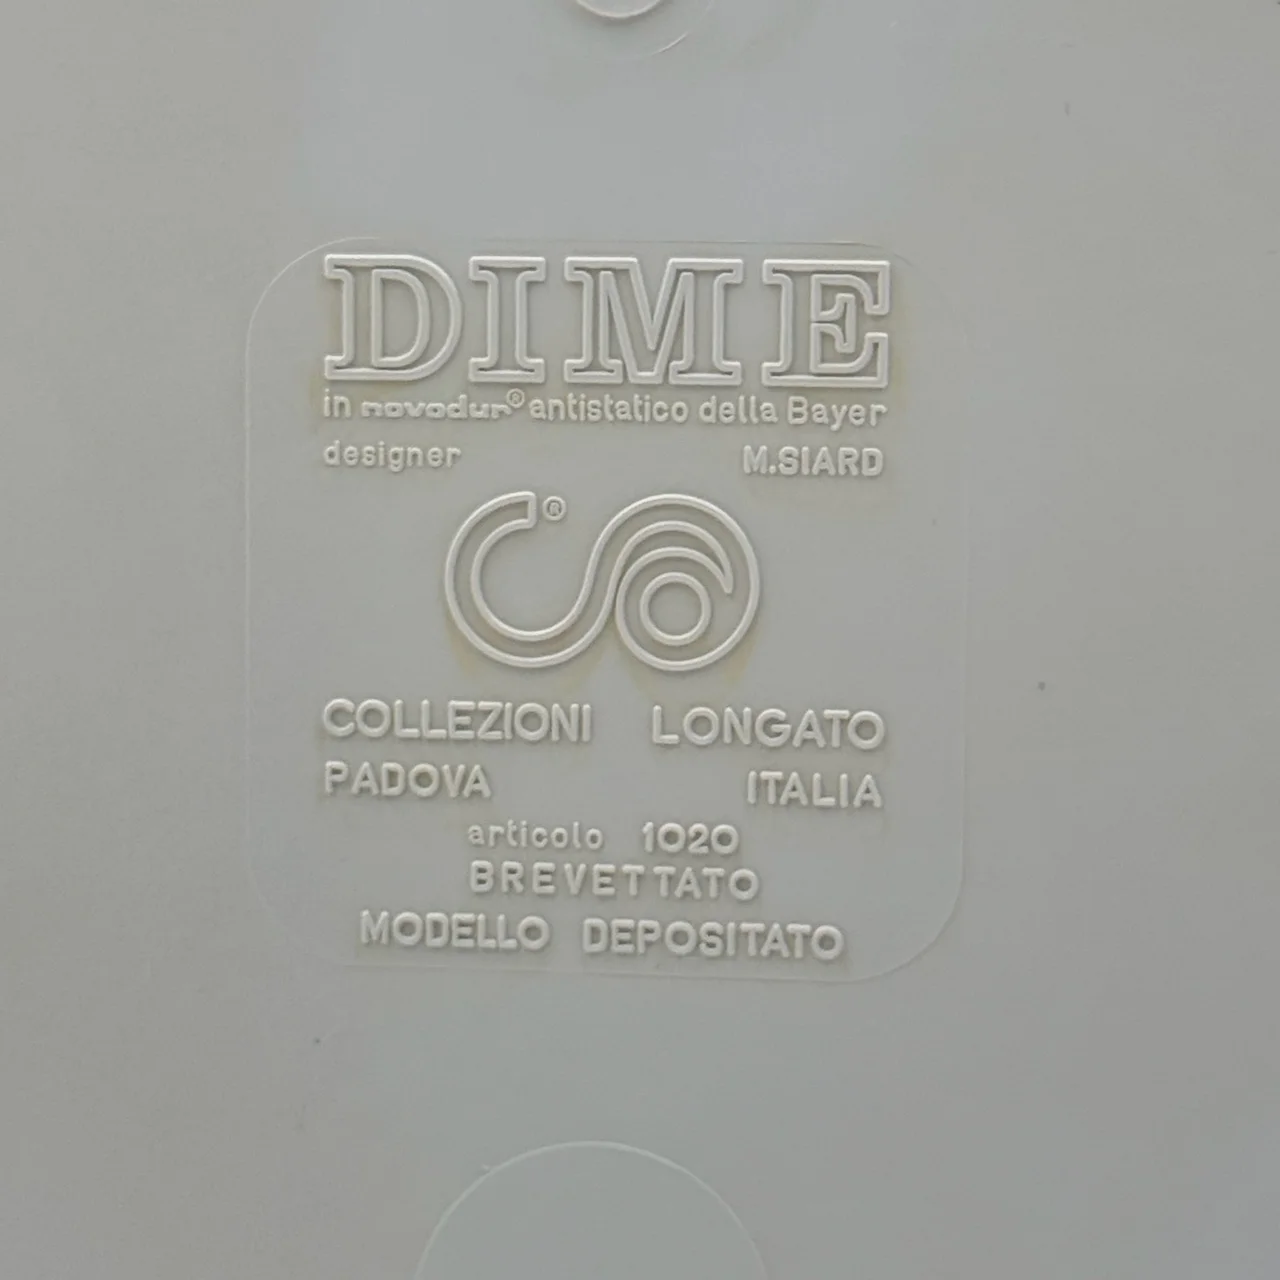 DIME
in novodur® antistatico della Bayer
designer M.SIARD
®
COLLEZIONI LONGATO
PADOVA ITALIA
articolo 1020
BREVETTATO
MODELLO DEPOSITATO